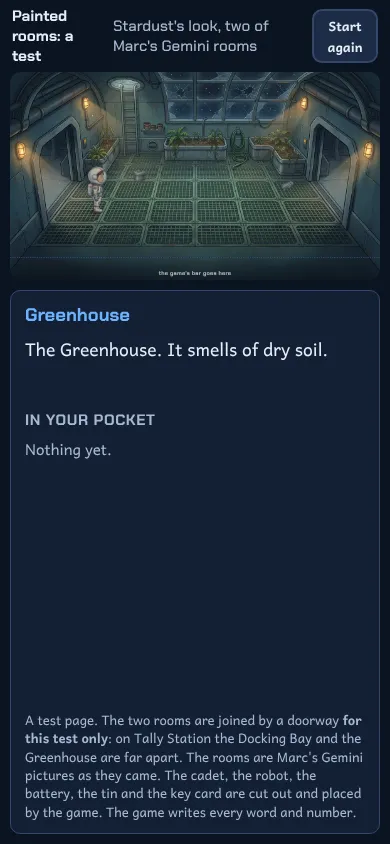 Painted
rooms: a
test
Stardust's look, two of
Marc's Gemini rooms
Start
again
the game's bar goes here
Greenhouse
The Greenhouse. It smells of dry soil.
IN YOUR POCKET
Nothing yet.
A test page. The two rooms are joined by a doorway for
this test only: on Tally Station the Docking Bay and the
Greenhouse are far apart. The rooms are Marc's Gemini
pictures as they came. The cadet, the robot, the
battery, the tin and the key card are cut out and placed
by the game. The game writes every word and number.